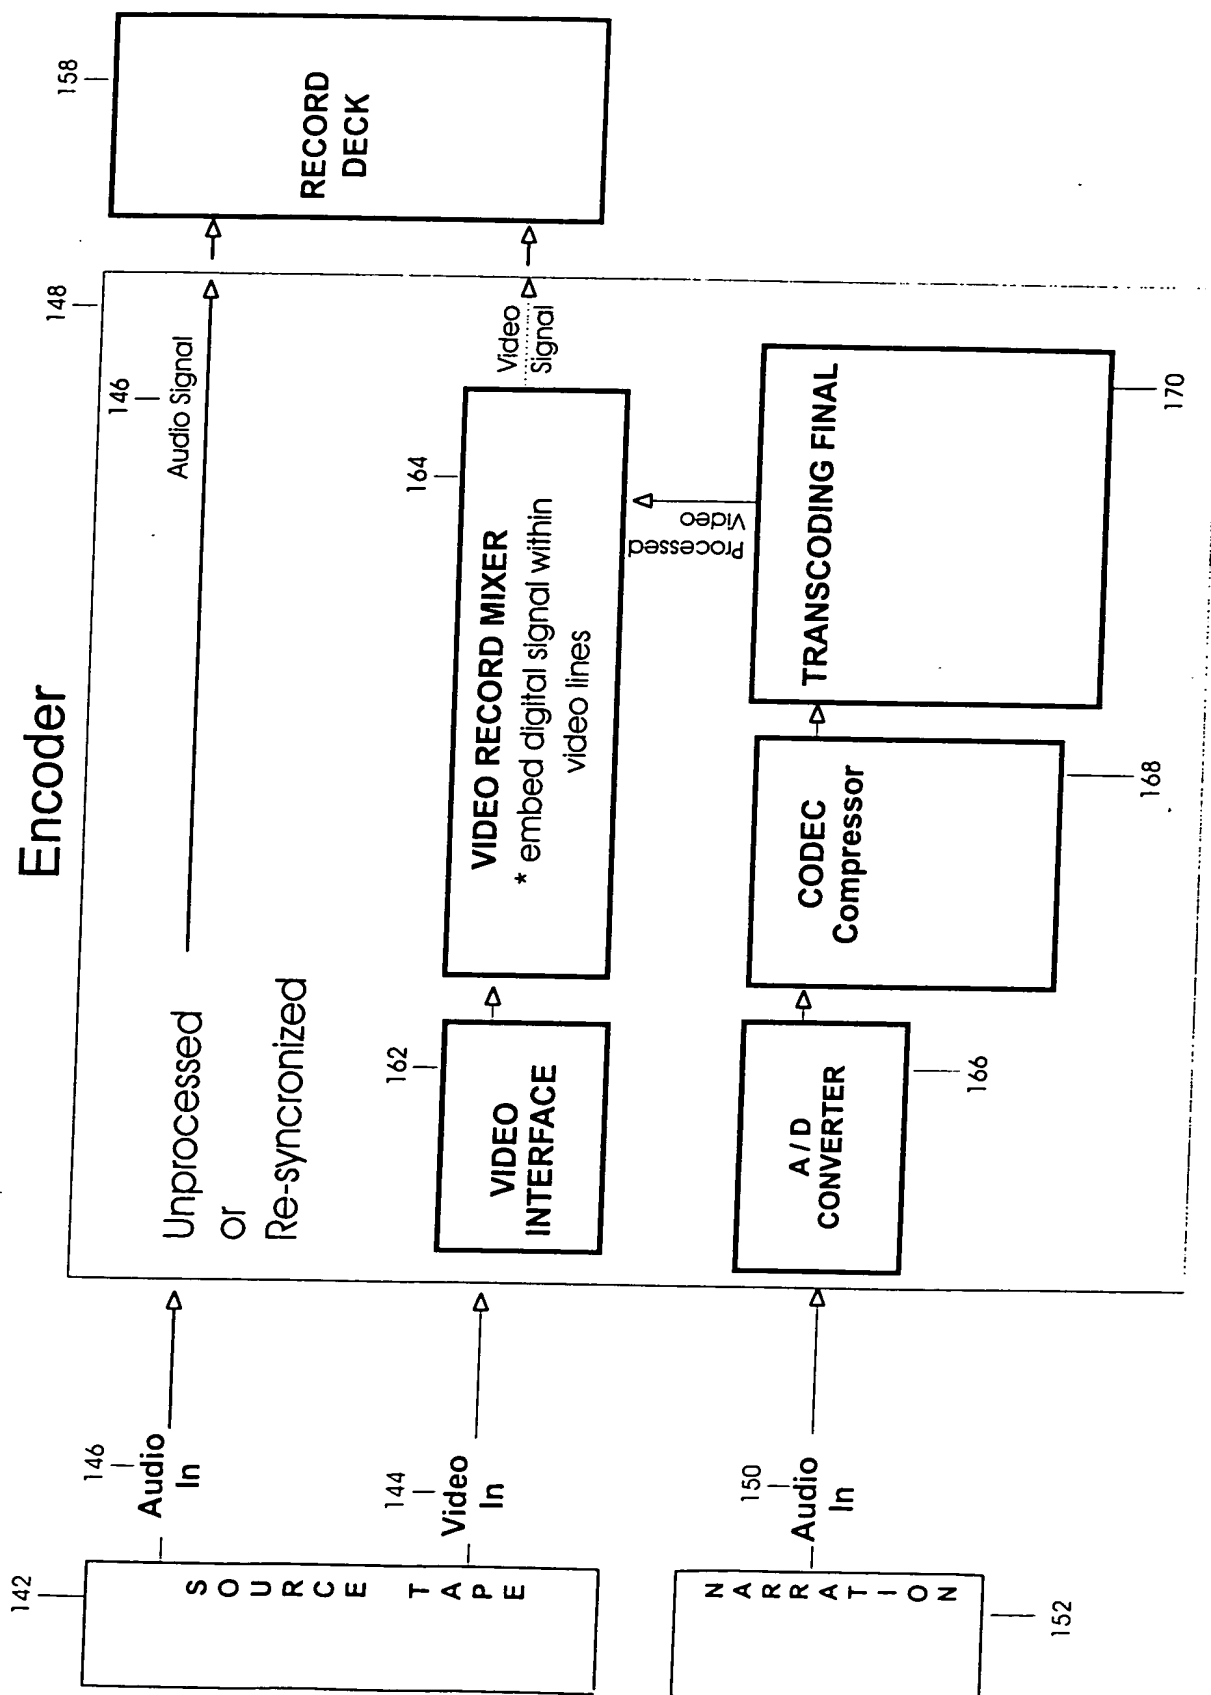 Encoder
142
SOURCE TAPE
146
Audio
In
144
Video
In
152
NARRATION
150
Audio
In
148
Unprocessed
or
Re-syncronized
146
Audio Signal
162
VIDEO
INTERFACE
164
VIDEO RECORD MIXER
* embed digital signal within
video lines
Video
Signal
Processed
Video
166
A/D
CONVERTER
168
CODEC
Compressor
170
TRANSCODING FINAL
158
RECORD
DECK